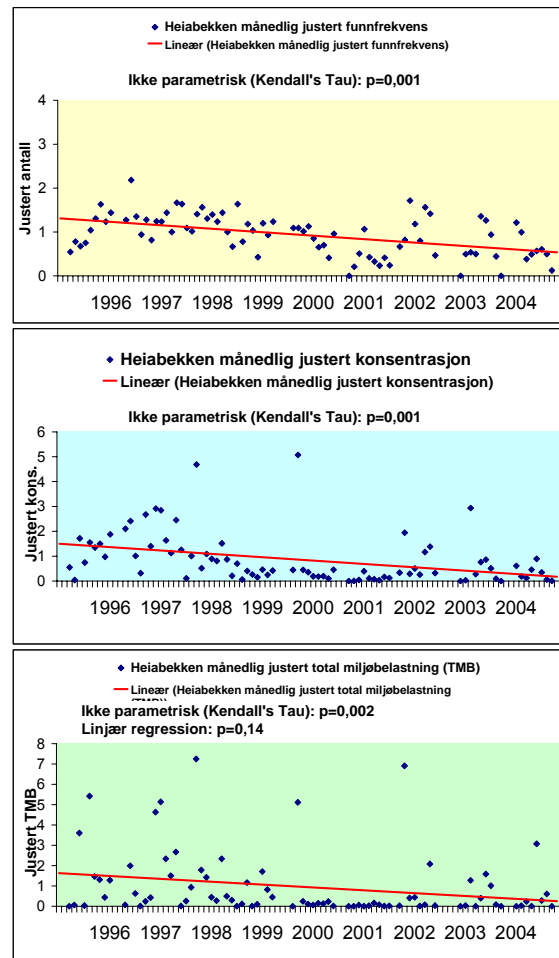 Heiabekken månedlig justert funnfrekvens
Lineær (Heiabekken månedlig justert funnfrekvens)
Ikke parametrisk (Kendall's Tau): p=0,001
Justert antall
4
3
2
1
0
1996 1997 1998 1999 2000 2001 2002 2003 2004
Heiabekken månedlig justert konsentrasjon
Lineær (Heiabekken månedlig justert konsentrasjon)
Ikke parametrisk (Kendall's Tau): p=0,001
Justert kons.
6
5
4
3
2
1
0
1996 1997 1998 1999 2000 2001 2002 2003 2004
Heiabekken månedlig justert total miljøbelastning (TMB)
Lineær (Heiabekken månedlig justert total miljøbelastning
(TMB))
Ikke parametrisk (Kendall's Tau): p=0,002
Linjær regression: p=0,14
Justert TMB
8
7
6
5
4
3
2
1
0
1996 1997 1998 1999 2000 2001 2002 2003 2004